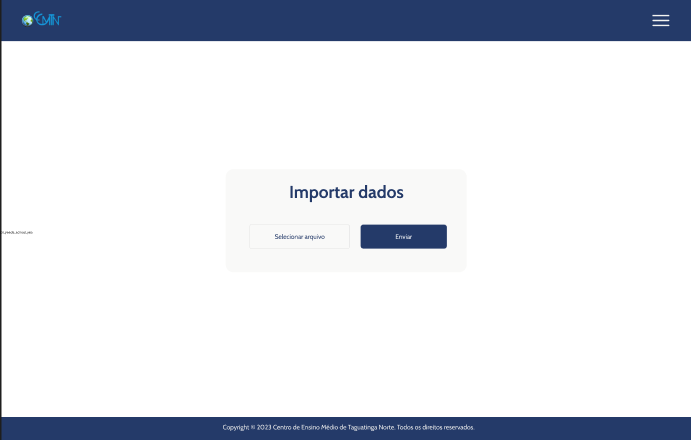 CEMTN
Importar dados
Selecionar arquivo
Enviar
Copyright © 2023 Centro de Ensino Médio de Taguatinga Norte. Todos os direitos reservados.